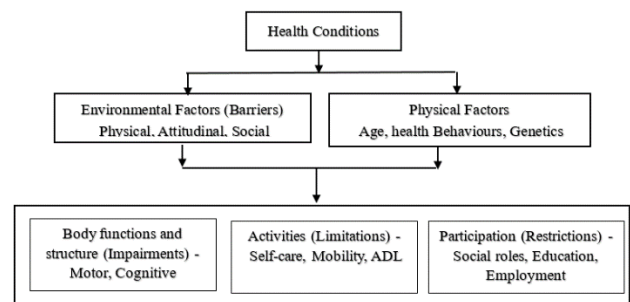 Health Conditions
Environmental Factors (Barriers)
Physical, Attitudinal, Social
Physical Factors
Age, health Behaviours, Genetics
Body functions and
structure (Impairments) -
Motor, Cognitive
Activities (Limitations) -
Self-care, Mobility, ADL
Participation (Restrictions) -
Social roles, Education,
Employment